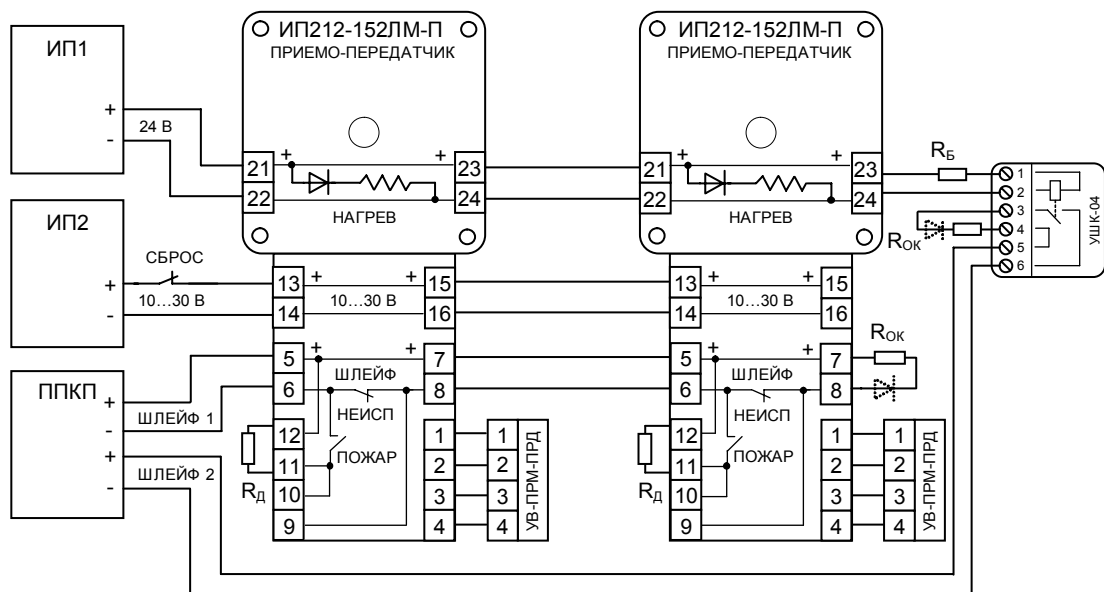 ИП1
+
24 В
-
ИП212-152ЛМ-П
ПРИЕМО-ПЕРЕДАТЧИК
21
+
+
23
22
24
НАГРЕВ
ИП212-152ЛМ-П
ПРИЕМО-ПЕРЕДАТЧИК
21
+
+
23
22
24
НАГРЕВ
RБ
1
2
3
4
5
6
УШК-04
RОК
ИП2
+
-
СБРОС
10...30 В
13
+
+
15
10...30 В
14
16
13
+
+
15
10...30 В
14
16
ППКП
+
-
+
-
ШЛЕЙФ 1
ШЛЕЙФ 2
5
+
+
7
6
ШЛЕЙФ
8
НЕИСП
12
11
ПОЖАР
10
9
RД
1
2
3
4
1
2
3
4
УВ-ПРМ-ПРД
5
+
+
7
6
ШЛЕЙФ
8
НЕИСП
12
11
ПОЖАР
10
9
RД
RОК
1
2
3
4
1
2
3
4
УВ-ПРМ-ПРД